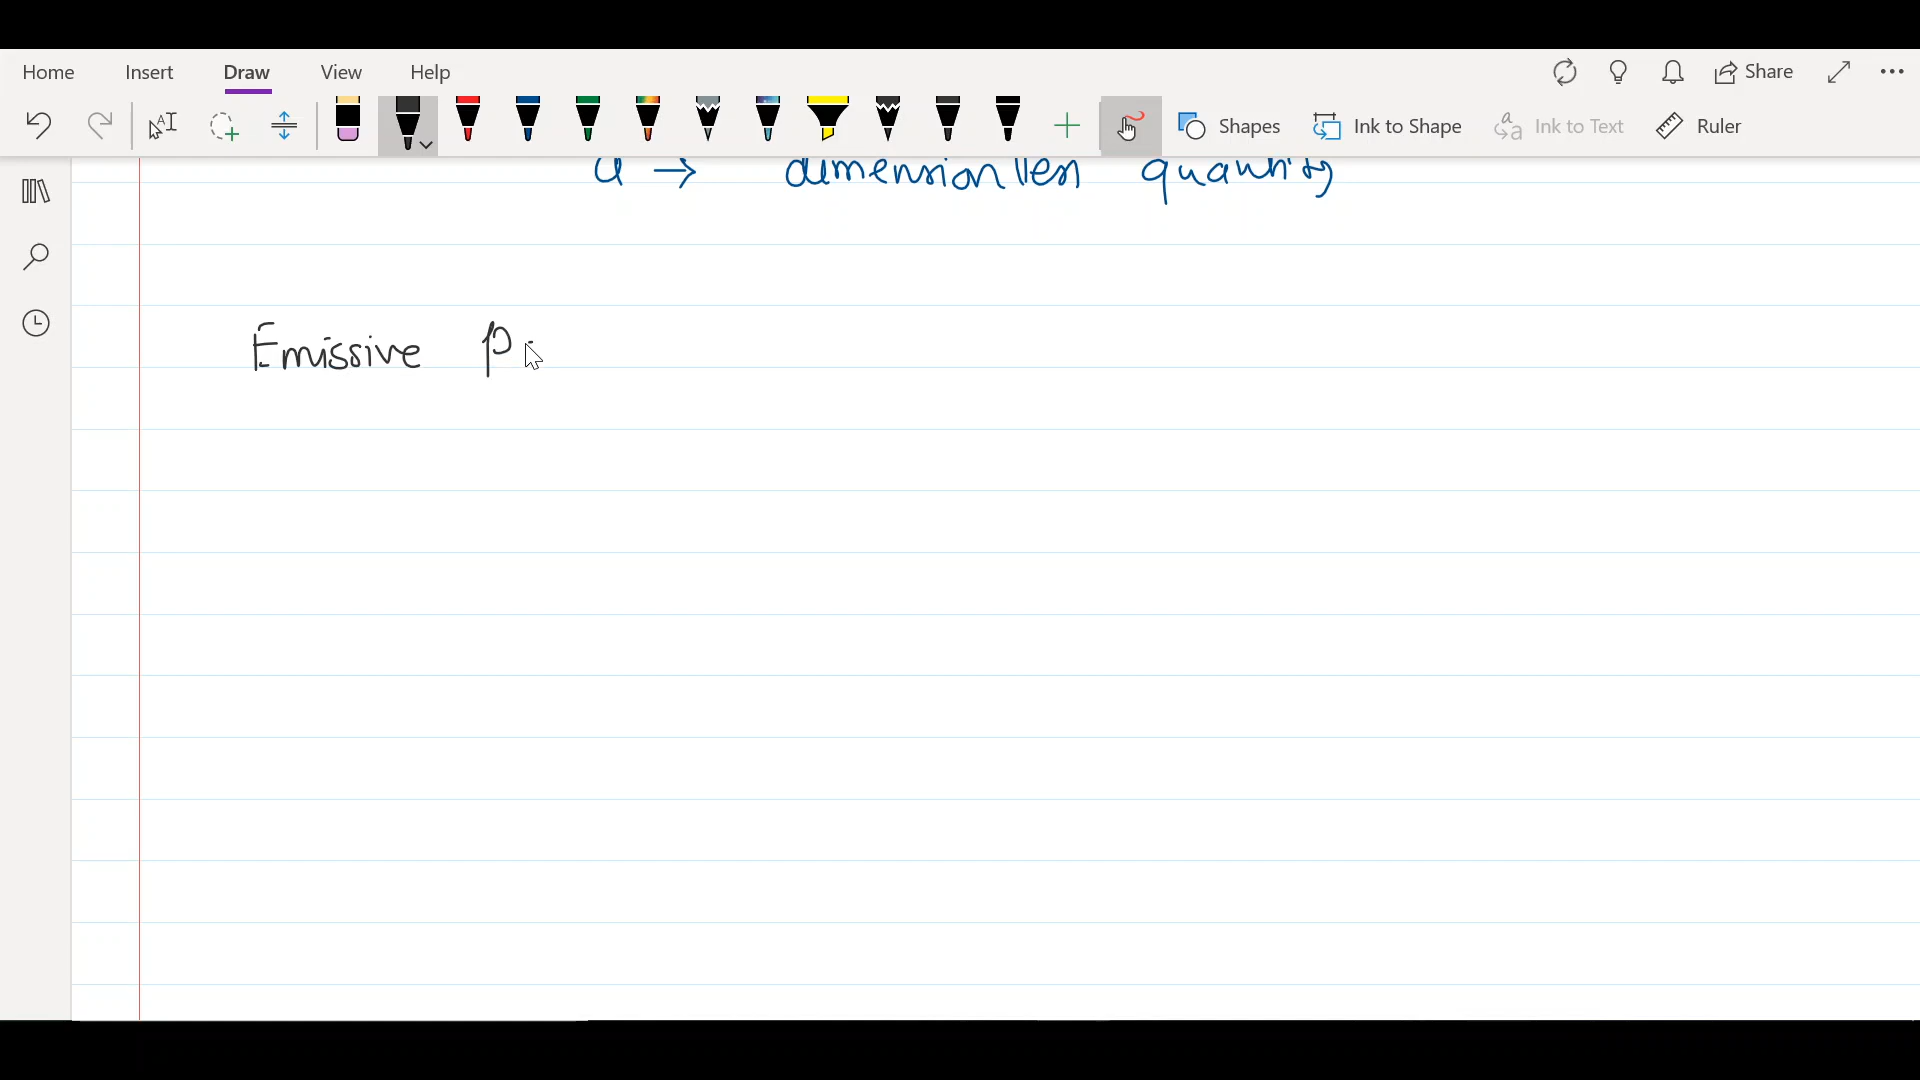 Home Insert Draw View Help Share
Shapes Ink to Shape Ink to Text Ruler
a → dimensionless quantity
Emissive P